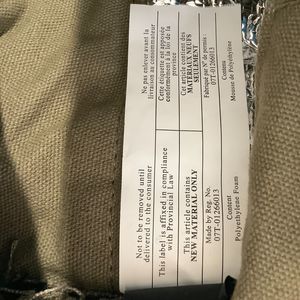 Not to be removed until
delivered to the consumer
This label is affixed in compliance
with Provincial Law
This article contains
NEW MATERIAL ONLY
Made by Reg. No.
07T-01266013
Content
Polyethylene Foam
Ne pas enlever avant la
livraison au consommateur
Cette étiquette est apposée
conformément à la loi de la
province
Cet article contient des
MATÉRIAUX NEUFS
SEULEMENT
Fabriqué par N° de permis :
07T-01266013
Contenu
Mousse de Polyéthylène